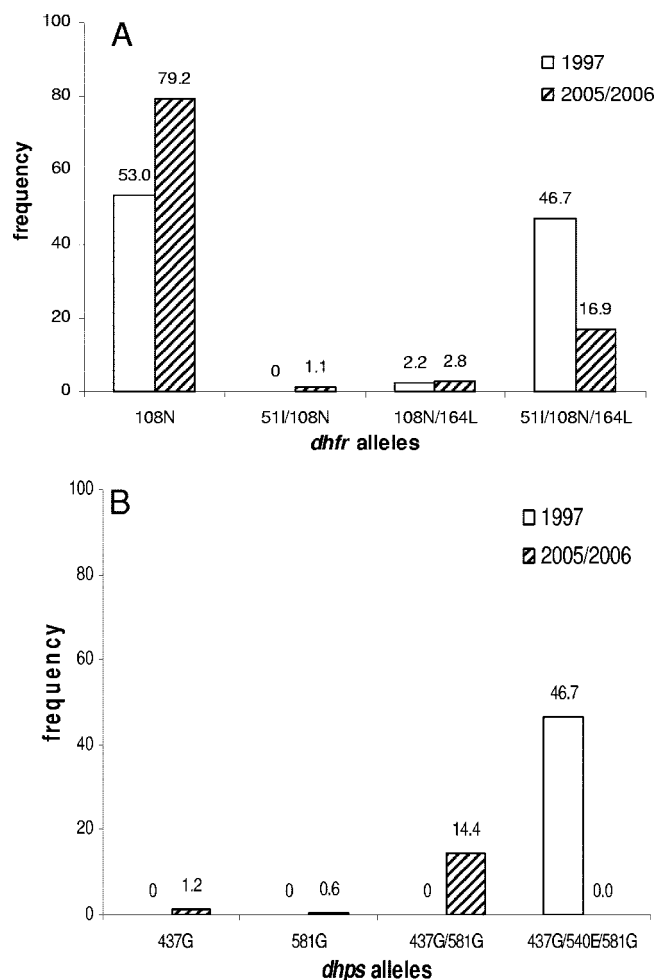 A
100
1997
2005/2006
80
79.2
60
53.0
46.7
frequency
40
20
16.9
0 1.1
2.2 2.8
0
108N 51I/108N 108N/164L 51I/108N/164L
dhfr alleles
B
100
1997
2005/2006
80
60
frequency
46.7
40
20
14.4
0 1.2 0 0.6 0 0.0
0
437G 581G 437G/581G 437G/540E/581G
dhps alleles